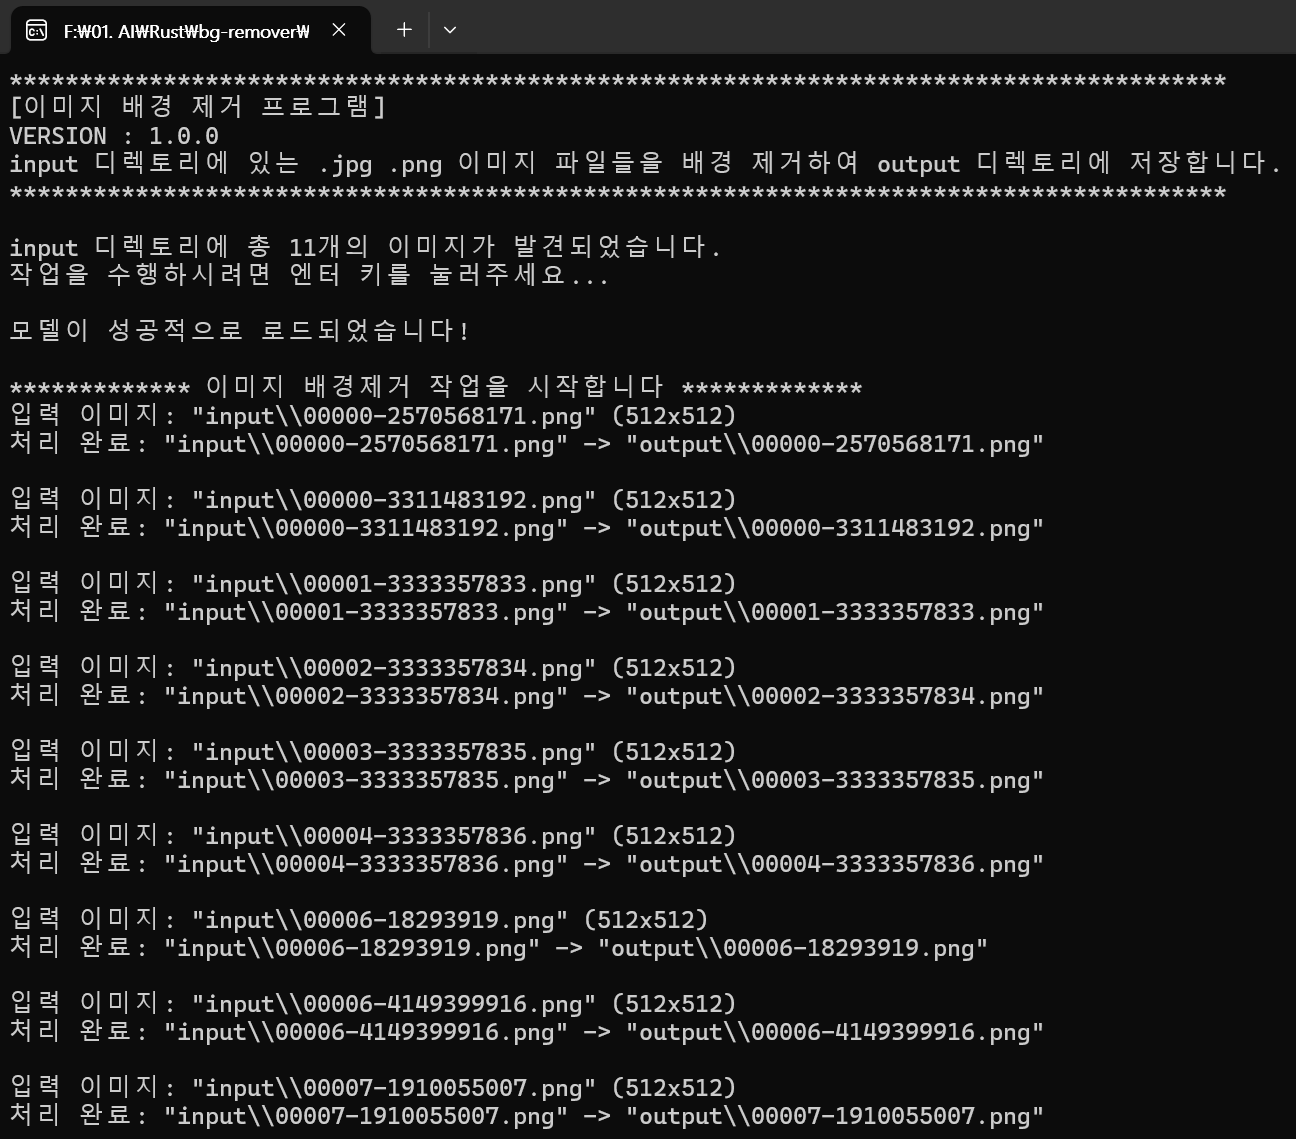 F:₩01. AI₩Rust₩bg-remover₩
***************************************************************************************
[이미지 배경 제거 프로그램]
VERSION : 1.0.0
input 디렉토리에 있는 .jpg .png 이미지 파일들을 배경 제거하여 output 디렉토리에 저장합니다.
***************************************************************************************
input 디렉토리에 총 11개의 이미지가 발견되었습니다.
작업을 수행하시려면 엔터 키를 눌러주세요...
모델이 성공적으로 로드되었습니다!
************* 이미지 배경제거 작업을 시작합니다 *************
입력 이미지: "input\\00000-2570568171.png" (512x512)
처리 완료: "input\\00000-2570568171.png" -> "output\\00000-2570568171.png"
입력 이미지: "input\\00000-3311483192.png" (512x512)
처리 완료: "input\\00000-3311483192.png" -> "output\\00000-3311483192.png"
입력 이미지: "input\\00001-3333357833.png" (512x512)
처리 완료: "input\\00001-3333357833.png" -> "output\\00001-3333357833.png"
입력 이미지: "input\\00002-3333357834.png" (512x512)
처리 완료: "input\\00002-3333357834.png" -> "output\\00002-3333357834.png"
입력 이미지: "input\\00003-3333357835.png" (512x512)
처리 완료: "input\\00003-3333357835.png" -> "output\\00003-3333357835.png"
입력 이미지: "input\\00004-3333357836.png" (512x512)
처리 완료: "input\\00004-3333357836.png" -> "output\\00004-3333357836.png"
입력 이미지: "input\\00006-18293919.png" (512x512)
처리 완료: "input\\00006-18293919.png" -> "output\\00006-18293919.png"
입력 이미지: "input\\00006-4149399916.png" (512x512)
처리 완료: "input\\00006-4149399916.png" -> "output\\00006-4149399916.png"
입력 이미지: "input\\00007-1910055007.png" (512x512)
처리 완료: "input\\00007-1910055007.png" -> "output\\00007-1910055007.png"